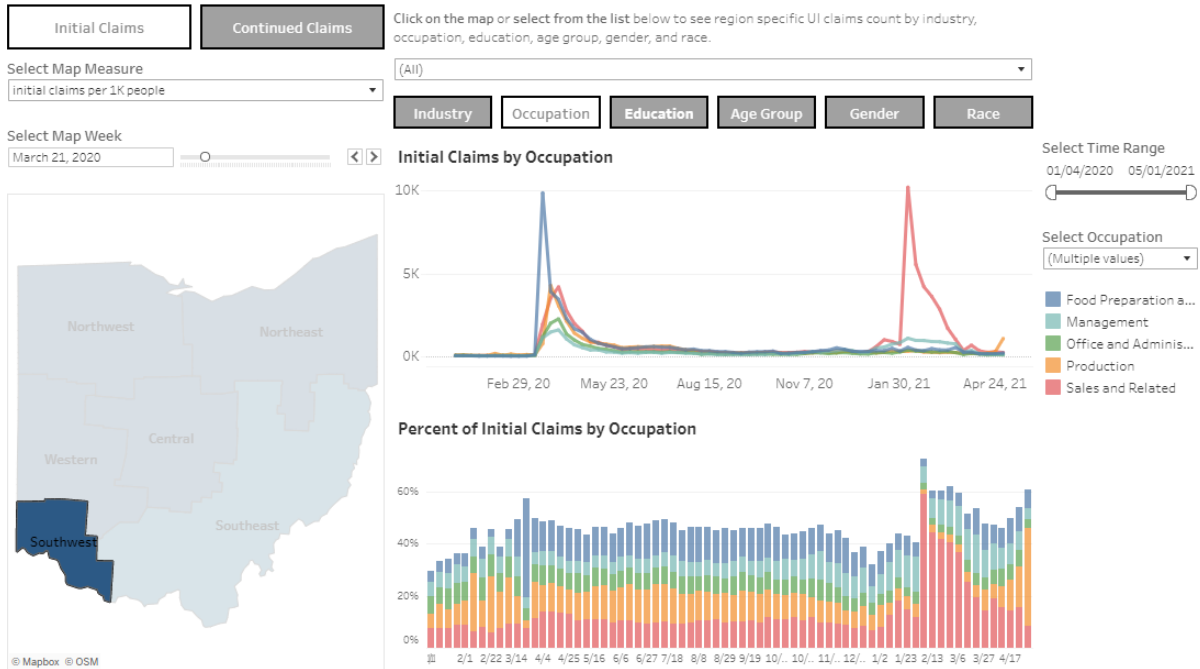 Initial Claims
Continued Claims
Click on the map or select from the list below to see region specific UI claims count by industry,
occupation, education, age group, gender, and race.
Select Map Measure
initial claims per 1K people
(All)
Industry
Occupation
Education
Age Group
Gender
Race
Select Map Week
March 21, 2020
Initial Claims by Occupation
Select Time Range
01/04/2020 05/01/2021
10K
5K
0K
Feb 29, 20 May 23, 20 Aug 15, 20 Nov 7, 20 Jan 30, 21 Apr 24, 21
Select Occupation
(Multiple values)
Food Preparation a...
Management
Office and Adminis...
Production
Sales and Related
Northwest
Northeast
Central
Western
Southeast
Southwest
Percent of Initial Claims by Occupation
60%
40%
20%
0%
2/1 2/22 3/14 4/4 4/25 5/16 6/6 6/27 7/18 8/8 8/29 9/19 10/.. 10/... 11/.. 12/.. 1/2 1/23 2/13 3/6 3/27 4/17
© Mapbox © OSM